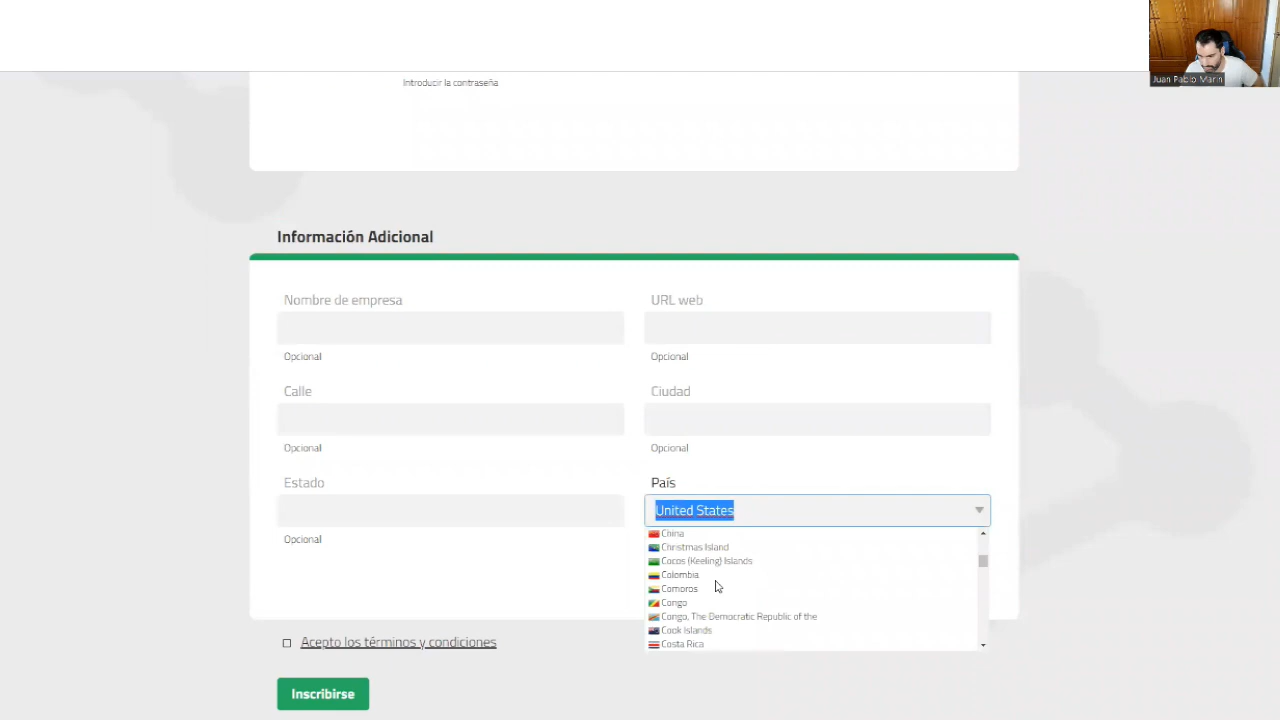 Juan Pablo Marin
Introducir la contraseña
Información Adicional
Nombre de empresa
URL web
Opcional
Opcional
Calle
Ciudad
Opcional
Opcional
Estado
País
United States
Opcional
China
Christmas Island
Cocos (Keeling) Islands
Colombia
Comoros
Congo
Congo, The Democratic Republic of the
Cook Islands
Costa Rica
Acepto los términos y condiciones
Inscribirse